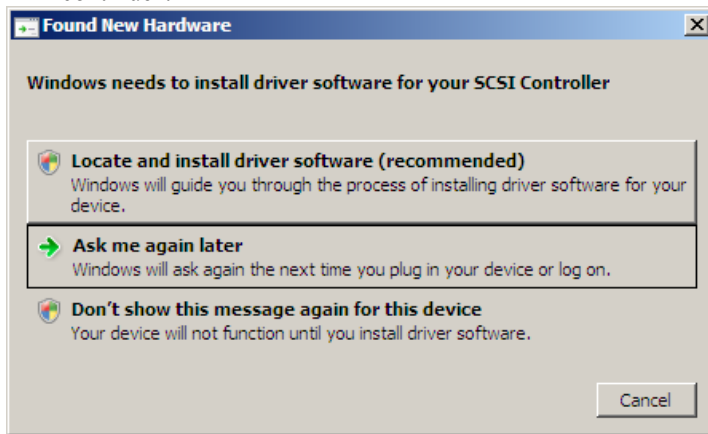 Found New Hardware
Windows needs to install driver software for your SCSI Controller
Locate and install driver software (recommended)
Windows will guide you through the process of installing driver software for your
device.
Ask me again later
Windows will ask again the next time you plug in your device or log on.
Don't show this message again for this device
Your device will not function until you install driver software.
Cancel